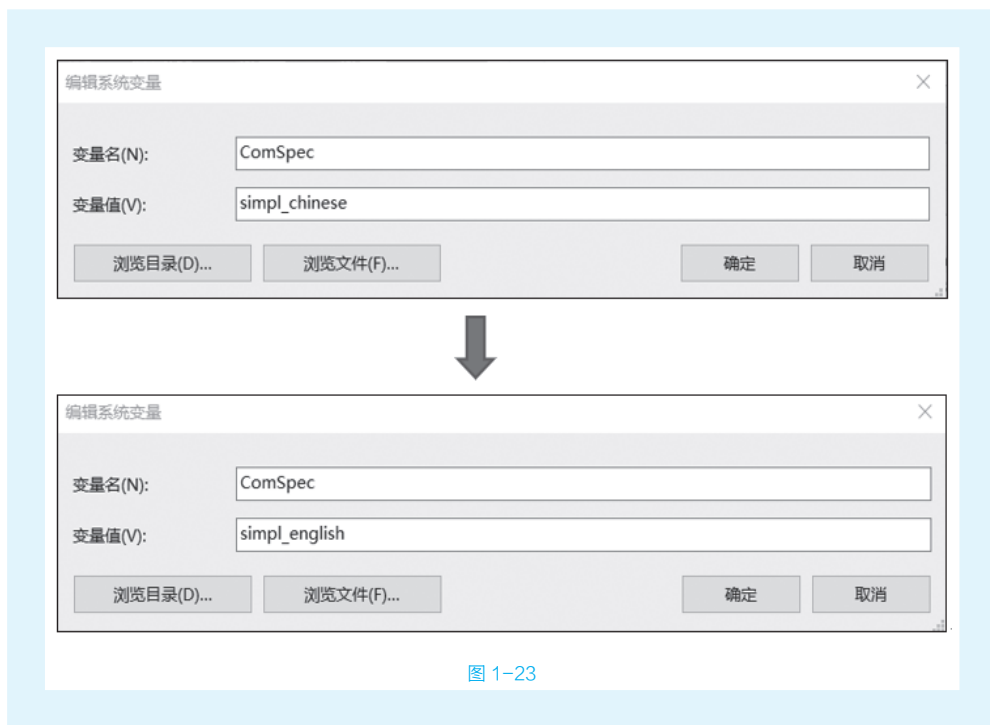 编辑系统变量
变量名(N): ComSpec
变量值(V): simpl_chinese
浏览目录(D)... 浏览文件(F)... 确定 取消
编辑系统变量
变量名(N): ComSpec
变量值(V): simpl_english
浏览目录(D)... 浏览文件(F)... 确定 取消
图 1-23